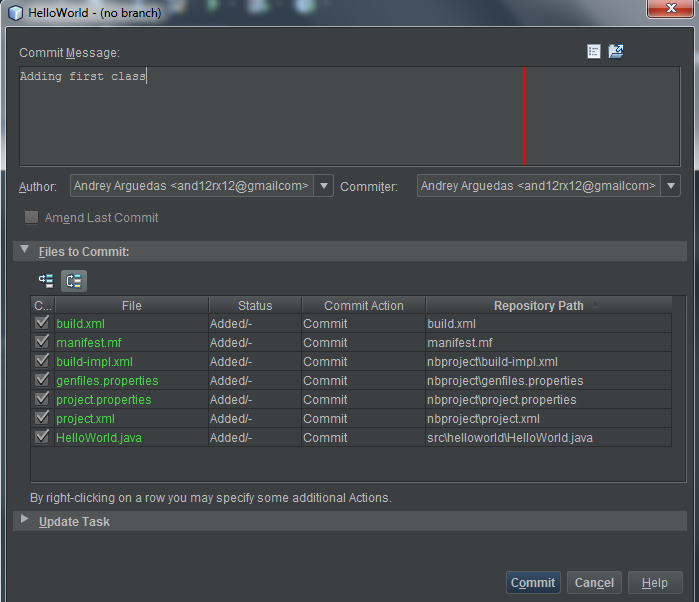 HelloWorld - (no branch)
Commit Message:
Adding first class
Author: Andrey Arguedas <and12rx12@gmailcom> Commiter: Andrey Arguedas <and12rx12@gmailcom>
Amend Last Commit
Files to Commit:
C... File Status Commit Action Repository Path
build.xml Added/- Commit build.xml
manifest.mf Added/- Commit manifest.mf
build-impl.xml Added/- Commit nbproject\build-impl.xml
genfiles.properties Added/- Commit nbproject\genfiles.properties
project.properties Added/- Commit nbproject\project.properties
project.xml Added/- Commit nbproject\project.xml
HelloWorld.java Added/- Commit src\helloworld\HelloWorld.java
By right-clicking on a row you may specify some additional Actions.
Update Task
Commit Cancel Help